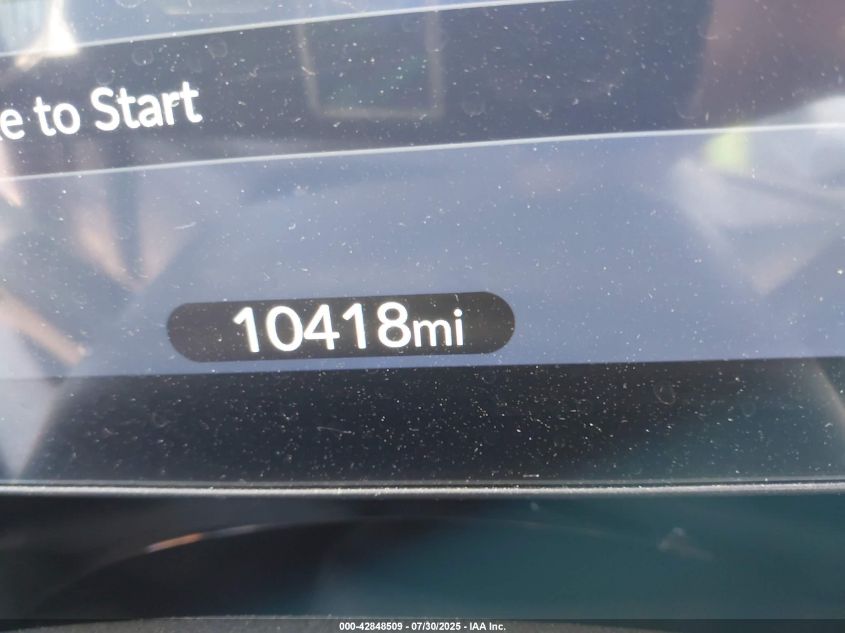 to Start
10418mi
000-42848509 - 07/30/2025 - IAA Inc.